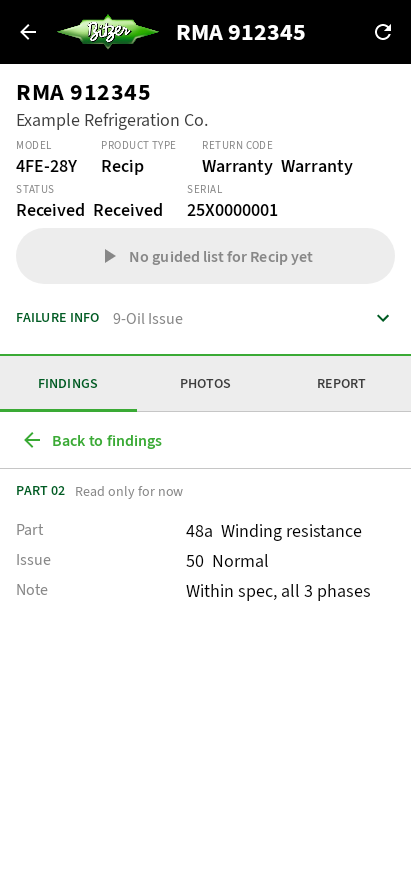 Bitzer RMA 912345
RMA 912345
Example Refrigeration Co.
MODEL PRODUCT TYPE RETURN CODE
4FE-28Y Recip Warranty Warranty
STATUS SERIAL
Received Received 25X0000001
No guided list for Recip yet
FAILURE INFO 9-Oil Issue
FINDINGS PHOTOS REPORT
Back to findings
PART 02 Read only for now
Part 48a Winding resistance
Issue 50 Normal
Note Within spec, all 3 phases